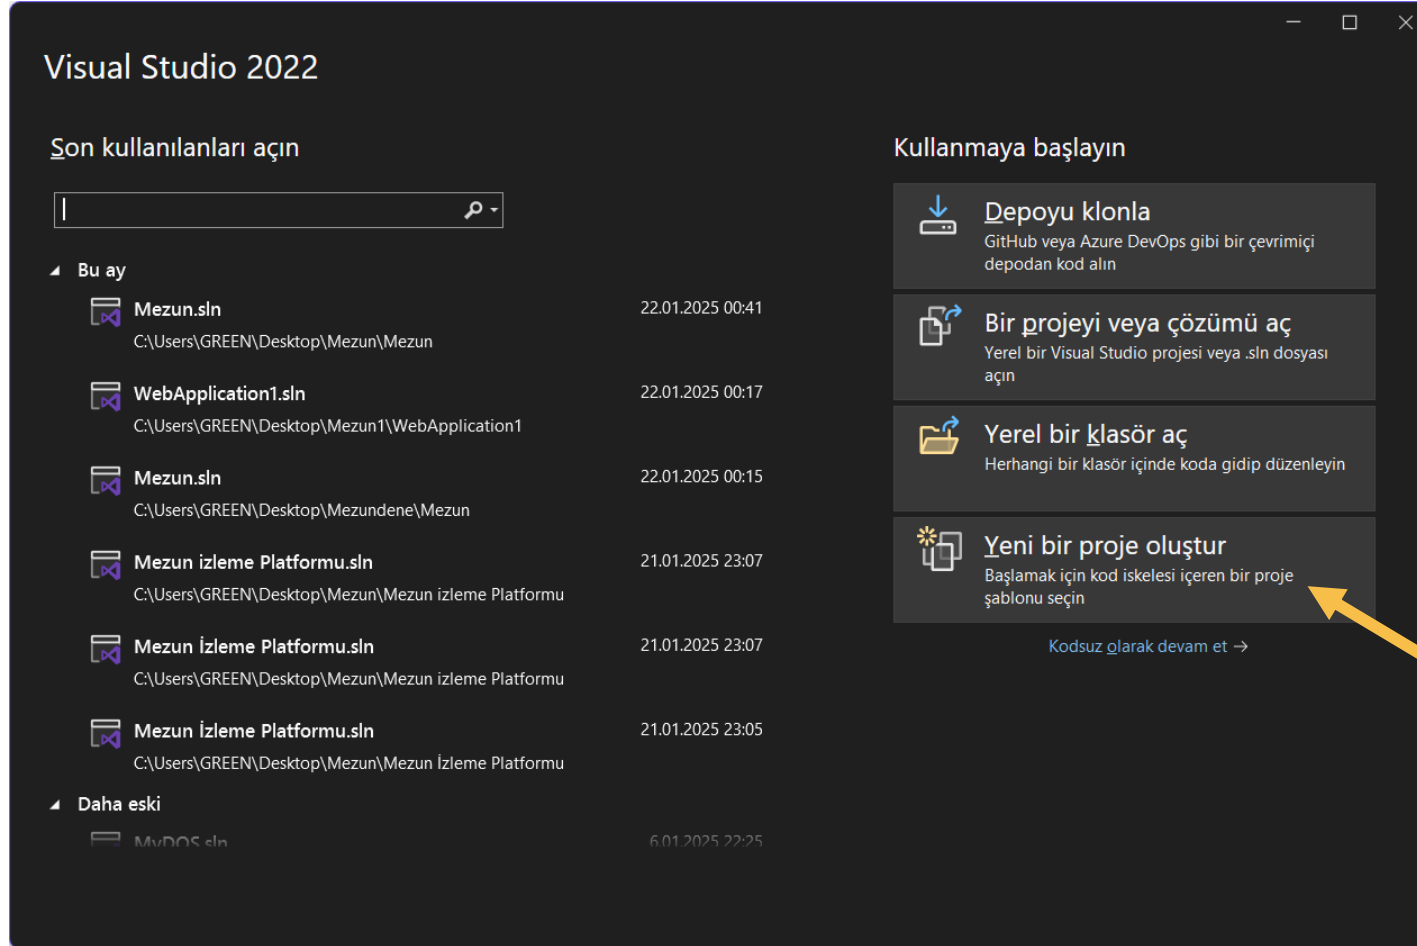 Visual Studio 2022
Son kullanılanları açın
Bu ay
Mezun.sln
22.01.2025 00:41
C:\Users\GREEN\Desktop\Mezun\Mezun
WebApplication1.sln
22.01.2025 00:17
C:\Users\GREEN\Desktop\Mezun1\WebApplication1
Mezun.sln
22.01.2025 00:15
C:\Users\GREEN\Desktop\Mezundene\Mezun
Mezun izleme Platformu.sln
21.01.2025 23:07
C:\Users\GREEN\Desktop\Mezun\Mezun izleme Platformu
Mezun İzleme Platformu.sln
21.01.2025 23:07
C:\Users\GREEN\Desktop\Mezun\Mezun izleme Platformu
Mezun İzleme Platformu.sln
21.01.2025 23:05
C:\Users\GREEN\Desktop\Mezun\Mezun İzleme Platformu
Daha eski
MyDOS.sln
6.01.2025 22:25
Kullanmaya başlayın
Depoyu klonla
GitHub veya Azure DevOps gibi bir çevrimiçi
depodan kod alın
Bir projeyi veya çözümü aç
Yerel bir Visual Studio projesi veya .sln dosyası
açın
Yerel bir klasör aç
Herhangi bir klasör içinde koda gidip düzenleyin
Yeni bir proje oluştur
Başlamak için kod iskelesi içeren bir proje
şablonu seçin
Kodsuz olarak devam et →